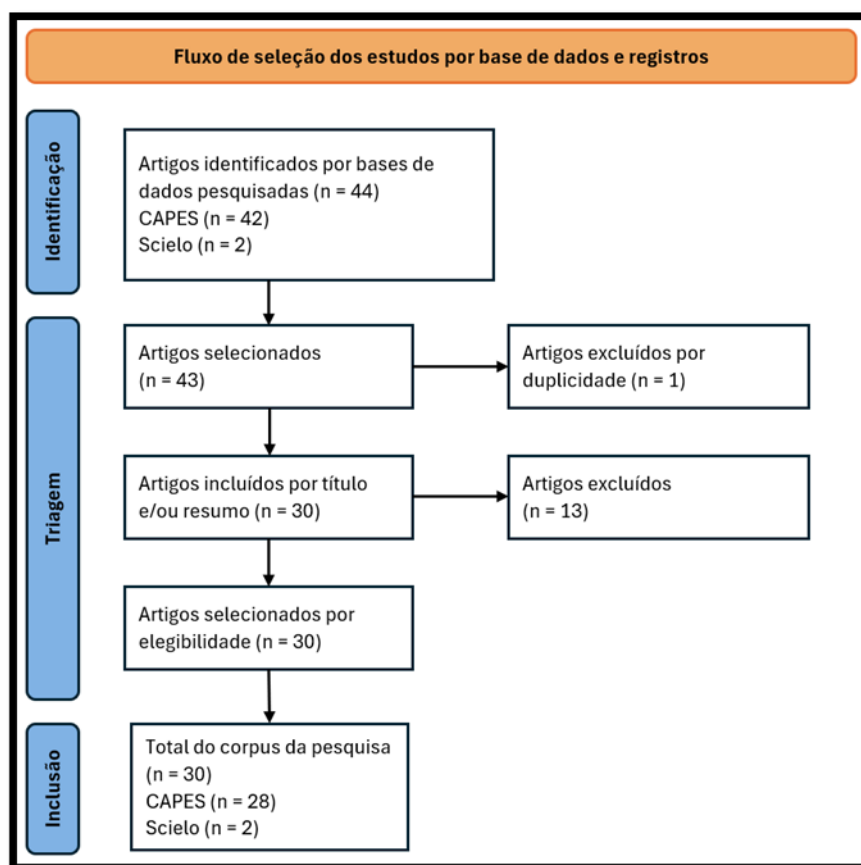 Fluxo de seleção dos estudos por base de dados e registros
Identificação
Artigos identificados por bases de
dados pesquisadas (n = 44)
CAPES (n = 42)
Scielo (n = 2)
Triagem
Artigos selecionados
(n = 43)
Artigos excluídos por
duplicidade (n = 1)
Artigos incluídos por título
e/ou resumo (n = 30)
Artigos excluídos
(n = 13)
Artigos selecionados por
elegibilidade (n = 30)
Inclusão
Total do corpus da pesquisa
(n = 30)
CAPES (n = 28)
Scielo (n = 2)